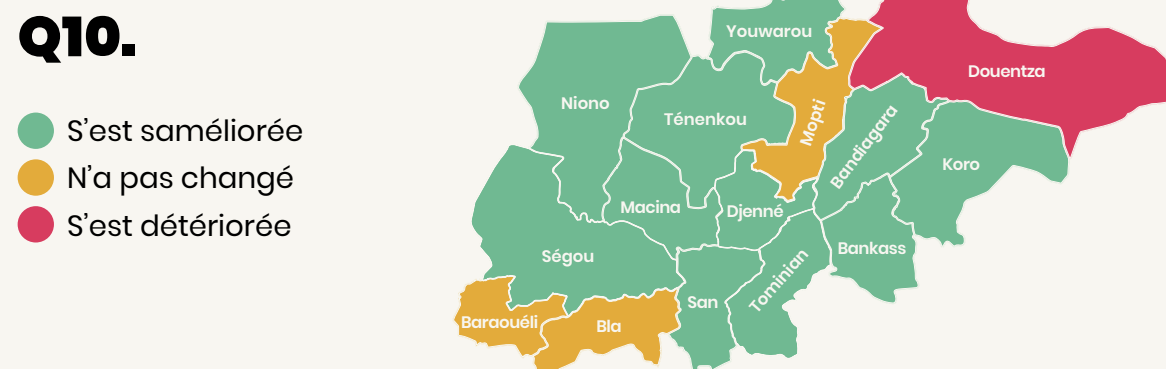 Q10.
S’est saméliorée
N’a pas changé
S’est détériorée
Youwarou
Douentza
Niono
Ténenkou
Mopti
Bandiagara
Koro
Macina
Djenné
Ségou
Bankass
Tominian
San
Baraouéli
Bla